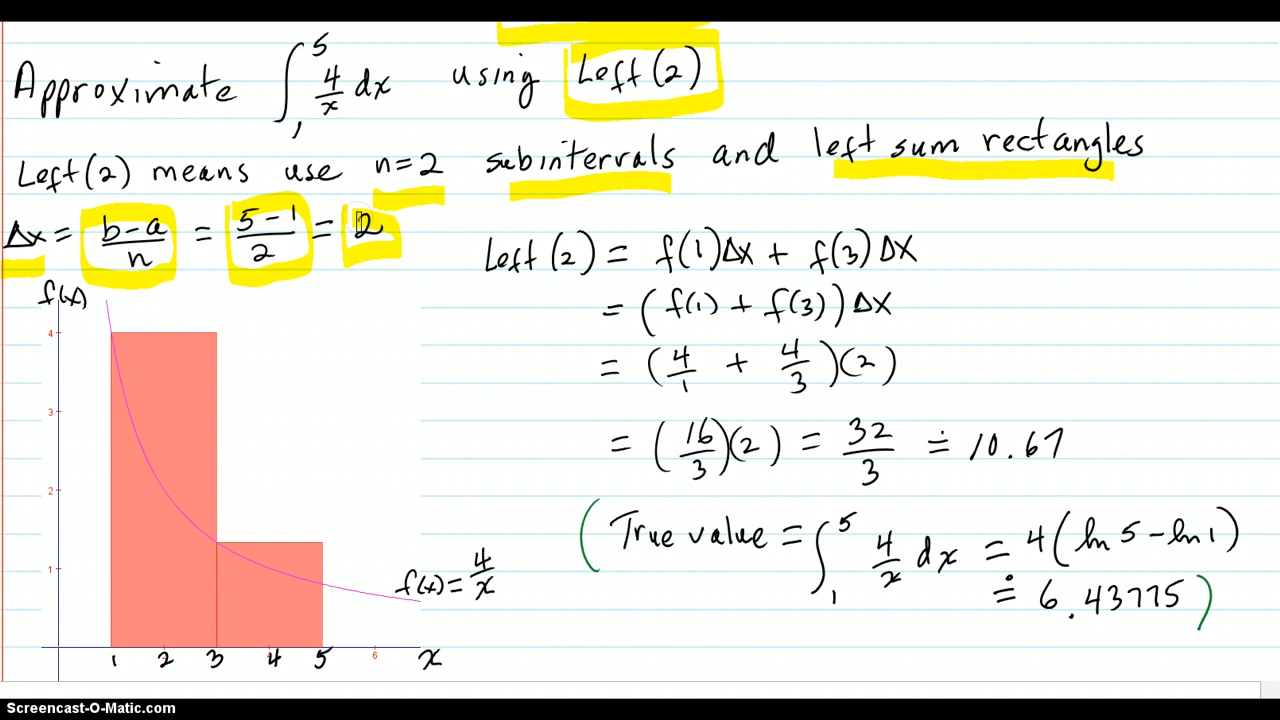 Approximate ∫₁⁵ 4/x dx using Left(2)
Left(2) means use n=2 subintervals and left sum rectangles
Δx = (b-a)/n = (5-1)/2 = 2
Left(2) = f(1)Δx + f(3)Δx
= (f(1) + f(3))Δx
= (4/1 + 4/3)(2)
= (16/3)(2) = 32/3 ≐ 10.67
(True value = ∫₁⁵ 4/x dx = 4(ln 5 - ln 1)
≐ 6.43775)
f(x)
4
3
2
1
f(x) = 4/x
1 2 3 4 5 6 x
Screencast-O-Matic.com